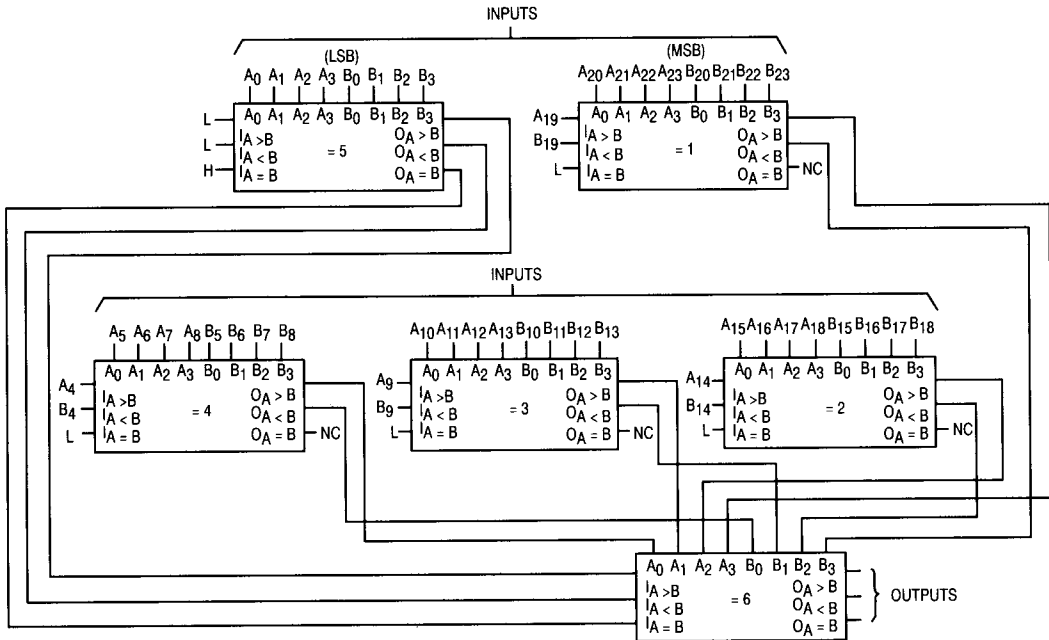 INPUTS
(LSB) (MSB)
A0 A1 A2 A3 B0 B1 B2 B3 A20 A21 A22 A23 B20 B21 B22 B23
L A0 A1 A2 A3 B0 B1 B2 B3 A19 A0 A1 A2 A3 B0 B1 B2 B3
L IA >B OA > B B19 IA >B OA > B
IA < B = 5 OA < B IA < B = 1 OA < B
H IA = B OA = B L IA = B OA = B NC
INPUTS
A5 A6 A7 A8 B5 B6 B7 B8 A10 A11 A12 A13 B10 B11 B12 B13 A15 A16 A17 A18 B15 B16 B17 B18
A4 A0 A1 A2 A3 B0 B1 B2 B3 A9 A0 A1 A2 A3 B0 B1 B2 B3 A14 A0 A1 A2 A3 B0 B1 B2 B3
B4 IA >B OA > B B9 IA >B OA > B B14 IA >B OA > B
IA < B = 4 OA < B IA < B = 3 OA < B IA < B = 2 OA < B
L IA = B OA = B NC L IA = B OA = B NC L IA = B OA = B NC
A0 A1 A2 A3 B0 B1 B2 B3
IA >B OA > B
IA < B = 6 OA < B OUTPUTS
IA = B OA = B